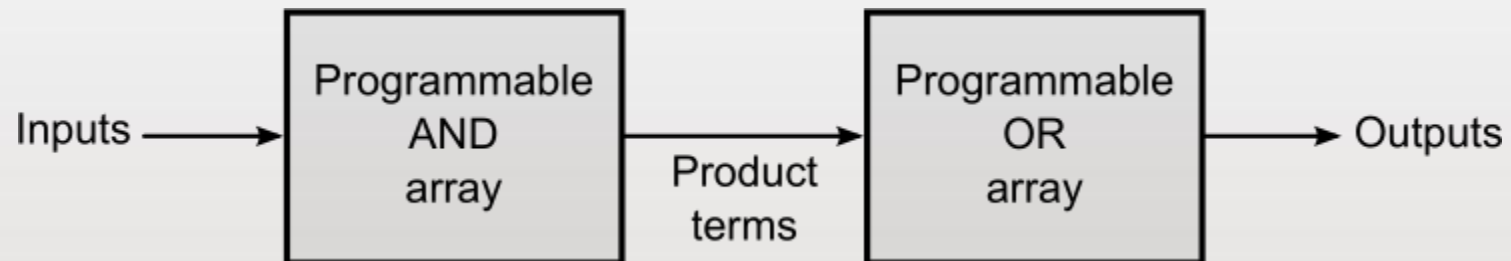 Inputs
Programmable
AND
array
Product
terms
Programmable
OR
array
Outputs